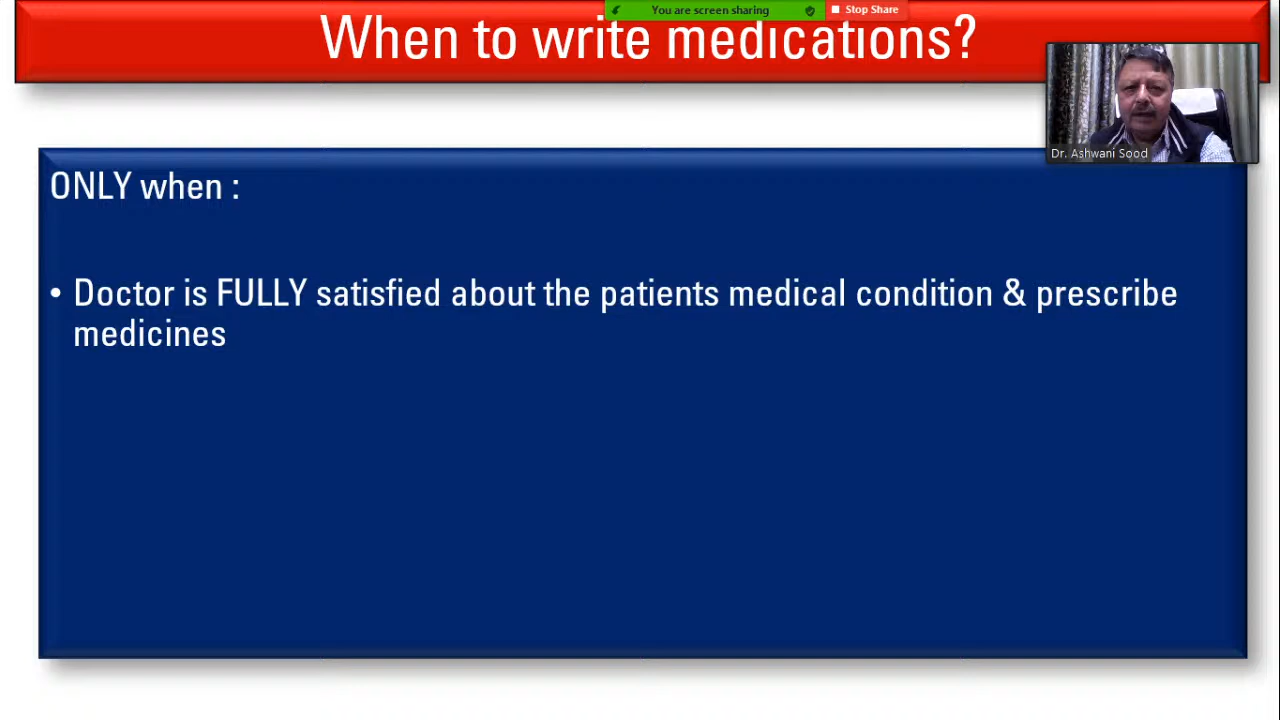 You are screen sharing
Stop Share
When to write medications?
Dr. Ashwani Sood
ONLY when :
• Doctor is FULLY satisfied about the patients medical condition & prescribe
medicines